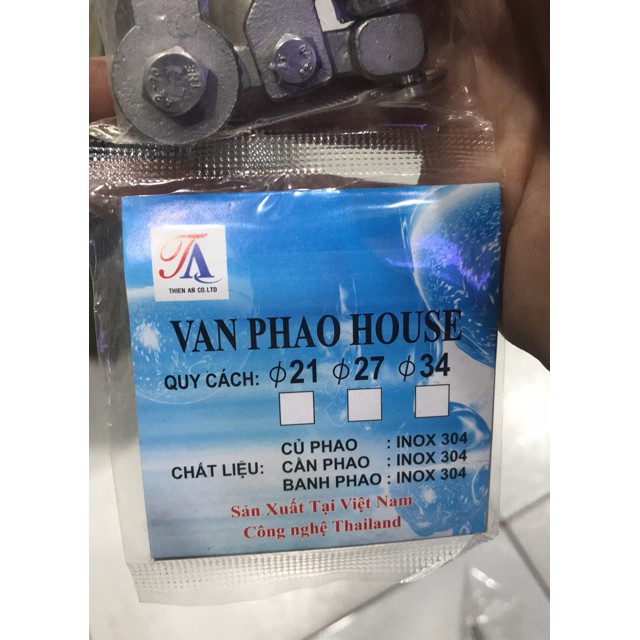 TA
THIEN AN CO.LTD
VAN PHAO HOUSE
QUY CÁCH: ϕ21 ϕ27 ϕ34
CỦ PHAO : INOX 304
CHẤT LIỆU: CẦN PHAO : INOX 304
BANH PHAO : INOX 304
Sản Xuất Tại Việt Nam
Công nghệ Thailand